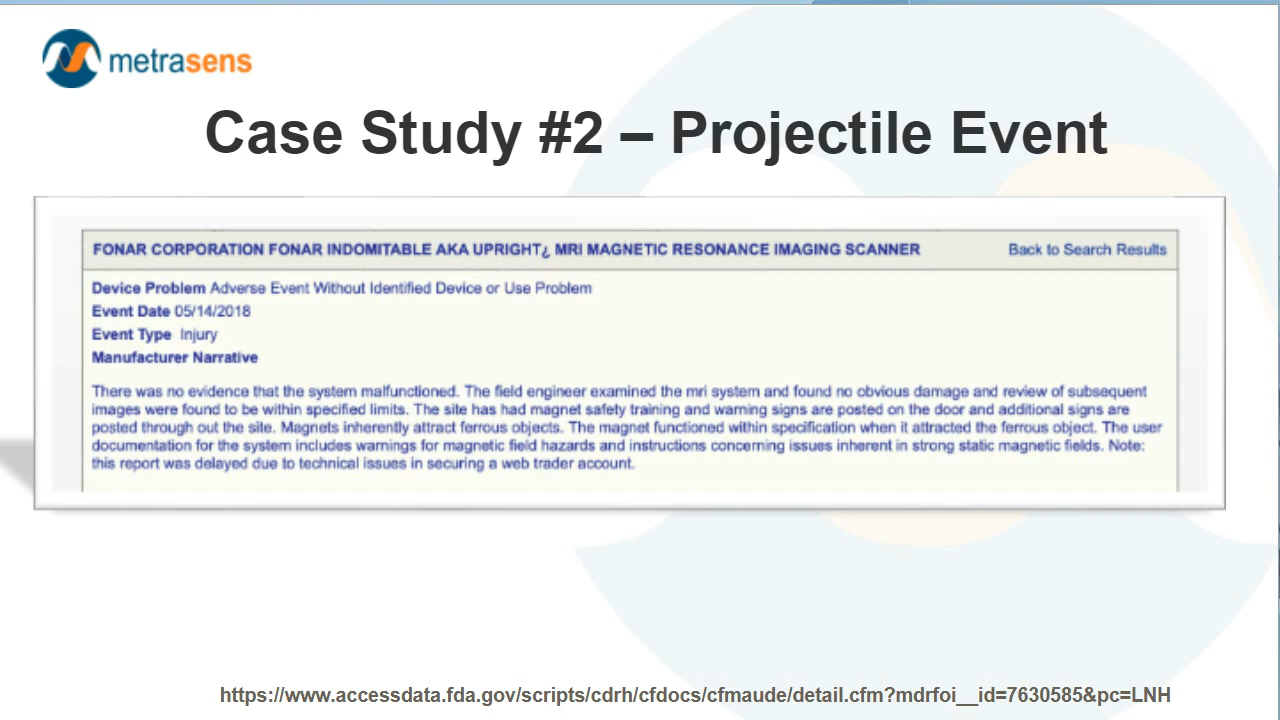 metrasens
Case Study #2 – Projectile Event
FONAR CORPORATION FONAR INDOMITABLE AKA UPRIGHT¿ MRI MAGNETIC RESONANCE IMAGING SCANNER
Back to Search Results
Device Problem Adverse Event Without Identified Device or Use Problem
Event Date 05/14/2018
Event Type Injury
Manufacturer Narrative
There was no evidence that the system malfunctioned. The field engineer examined the mri system and found no obvious damage and review of subsequent
images were found to be within specified limits. The site has had magnet safety training and warning signs are posted on the door and additional signs are
posted through out the site. Magnets inherently attract ferrous objects. The magnet functioned within specification when it attracted the ferrous object. The user
documentation for the system includes warnings for magnetic field hazards and instructions concerning issues inherent in strong static magnetic fields. Note:
this report was delayed due to technical issues in securing a web trader account.
https://www.accessdata.fda.gov/scripts/cdrh/cfdocs/cfmaude/detail.cfm?mdrfoi__id=7630585&pc=LNH